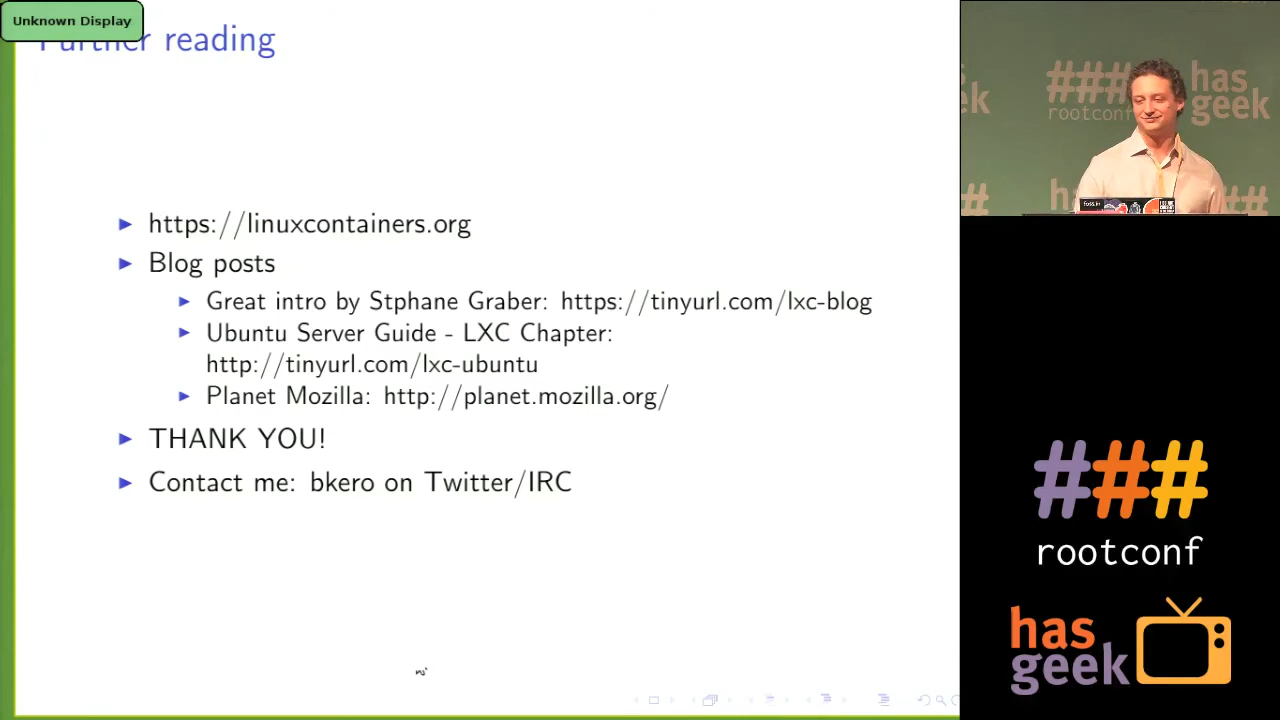 Unknown Display
Further reading
https://linuxcontainers.org
Blog posts
Great intro by Stphane Graber: https://tinyurl.com/lxc-blog
Ubuntu Server Guide - LXC Chapter:
http://tinyurl.com/lxc-ubuntu
Planet Mozilla: http://planet.mozilla.org/
THANK YOU!
Contact me: bkero on Twitter/IRC
### has
geek
rootconf
###
rootconf
has
geek